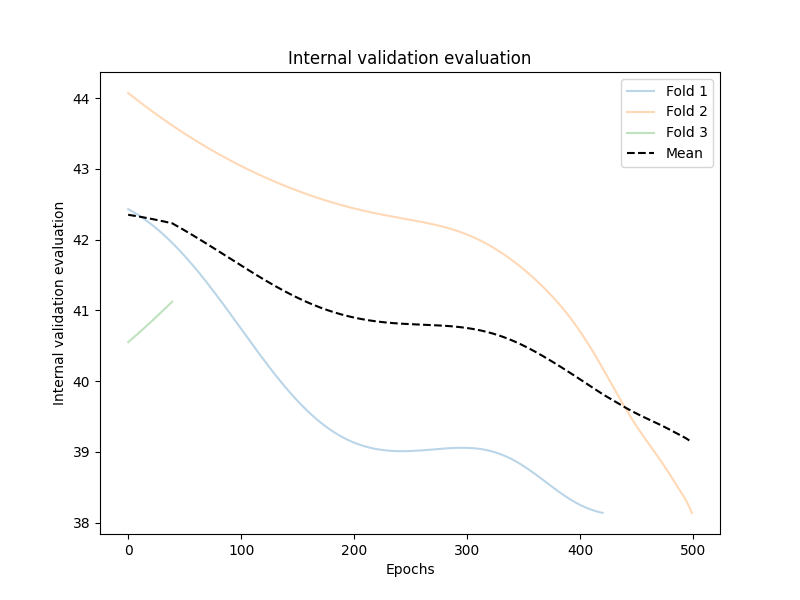 Internal validation evaluation
Internal validation evaluation
44
43
42
41
40
39
38
Fold 1
Fold 2
Fold 3
Mean
0
100
200
300
400
500
Epochs